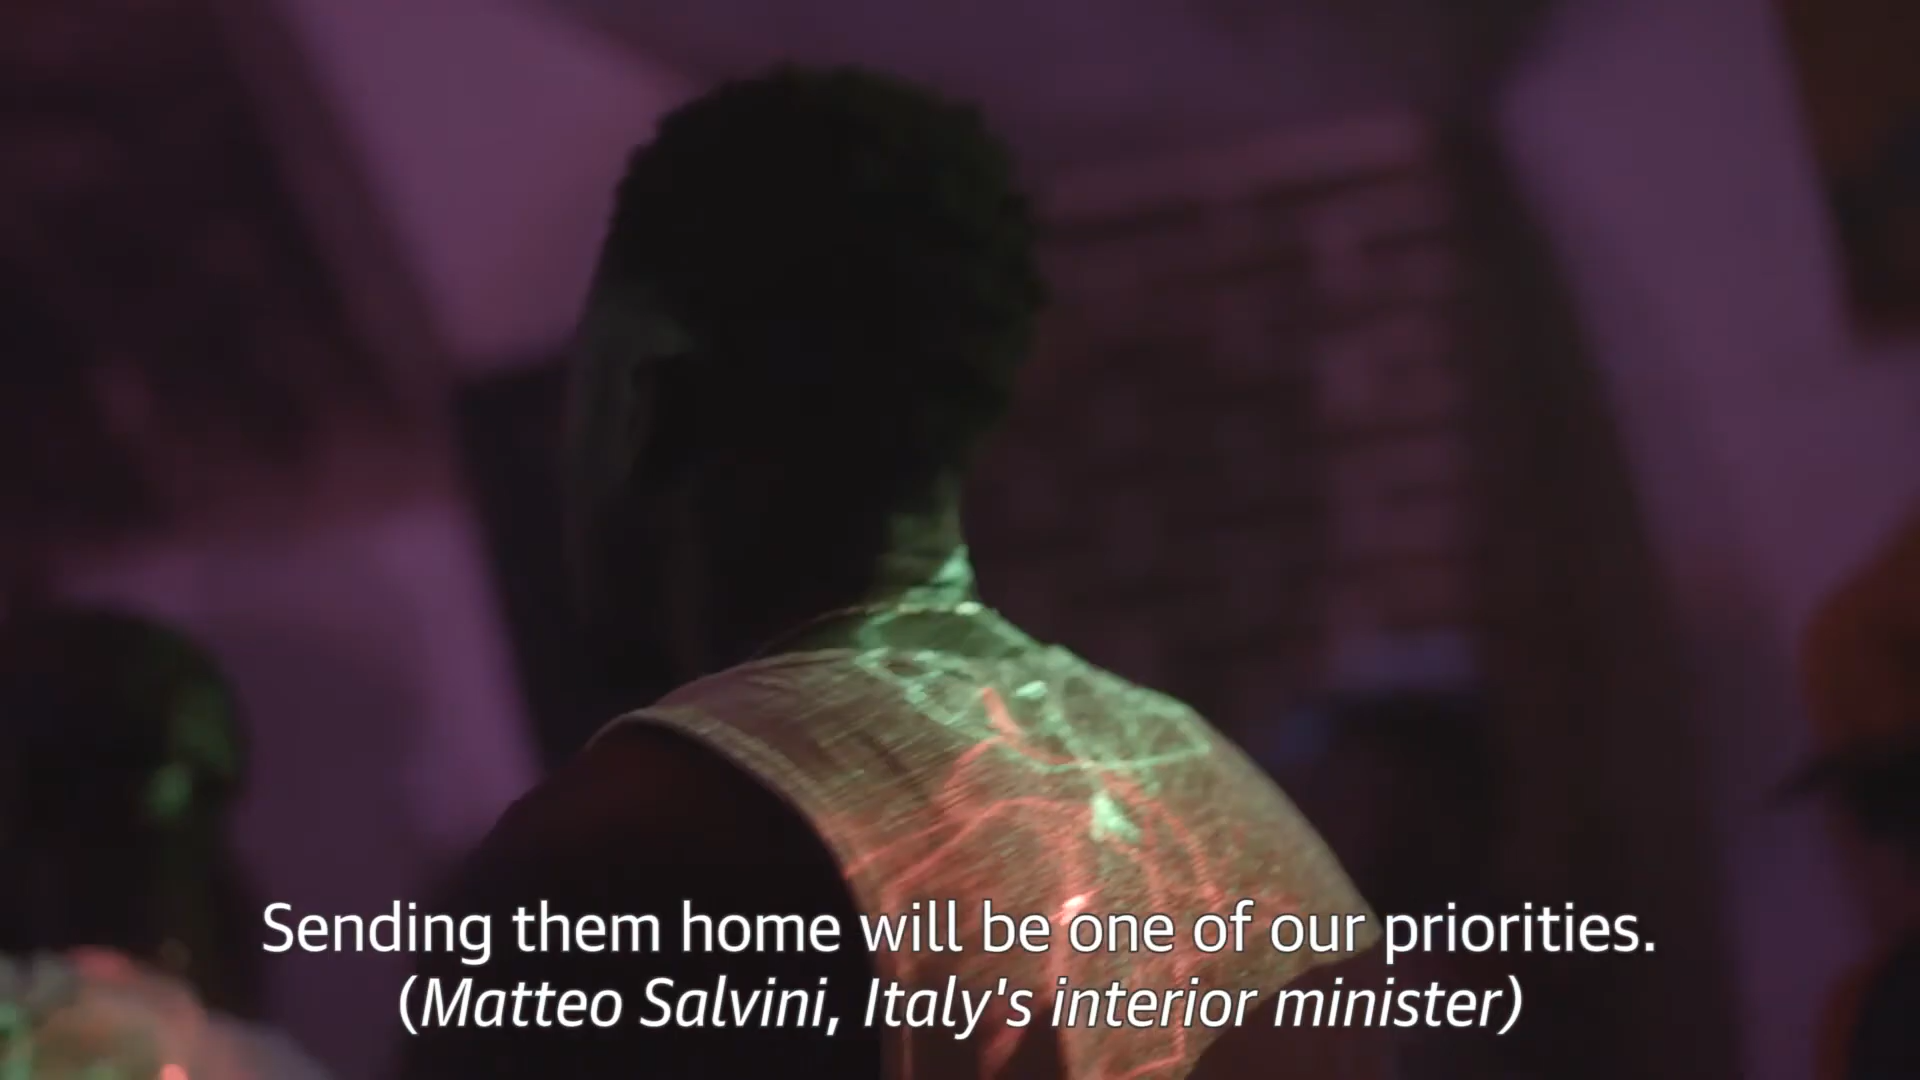 Sending them home will be one of our priorities.
(Matteo Salvini, Italy's interior minister)